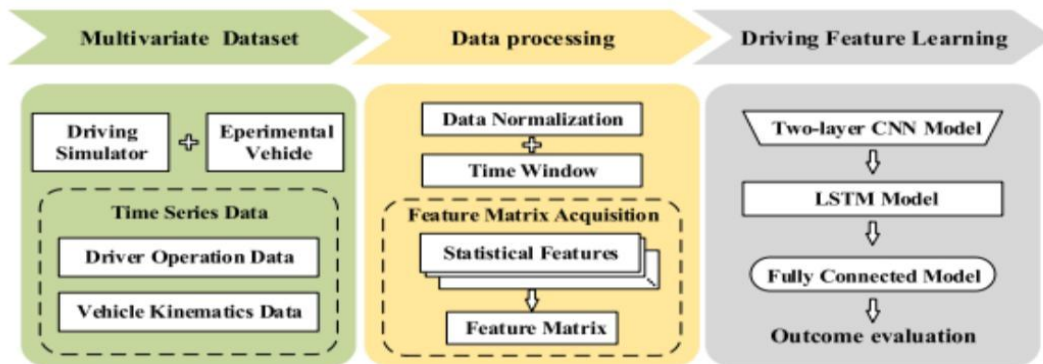 Multivariate Dataset
Data processing
Driving Feature Learning
Driving
Simulator
+
Eperimental
Vehicle
Time Series Data
Driver Operation Data
Vehicle Kinematics Data
Data Normalization
+
Time Window
Feature Matrix Acquisition
Statistical Features
Feature Matrix
Two-layer CNN Model
LSTM Model
Fully Connected Model
Outcome evaluation